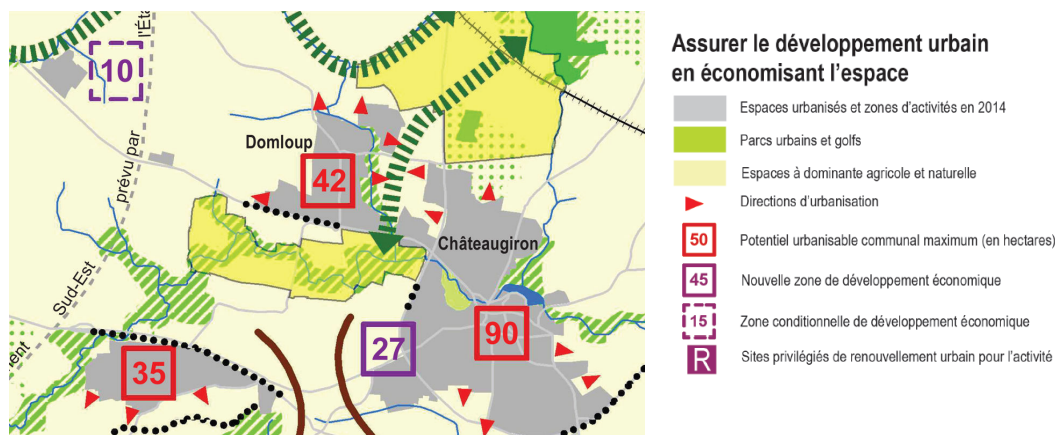 l'Éta
10
prévu par
Domloup
42
Châteaugiron
Sud-Est
27
90
35
ment
Assurer le développement urbain
en économisant l'espace
Espaces urbanisés et zones d'activités en 2014
Parcs urbains et golfs
Espaces à dominante agricole et naturelle
Directions d'urbanisation
50 Potentiel urbanisable communal maximum (en hectares)
45 Nouvelle zone de développement économique
15 Zone conditionnelle de développement économique
R Sites privilégiés de renouvellement urbain pour l'activité